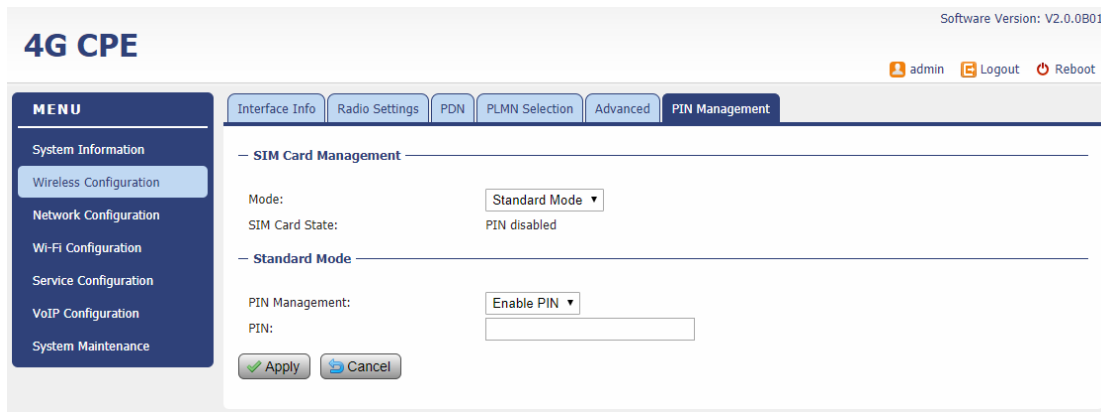 Software Version: V2.0.0B01
4G CPE
admin Logout Reboot
MENU
System Information
Wireless Configuration
Network Configuration
Wi-Fi Configuration
Service Configuration
VoIP Configuration
System Maintenance
Interface Info Radio Settings PDN PLMN Selection Advanced PIN Management
SIM Card Management
Mode: Standard Mode
SIM Card State: PIN disabled
Standard Mode
PIN Management: Enable PIN
PIN:
Apply Cancel